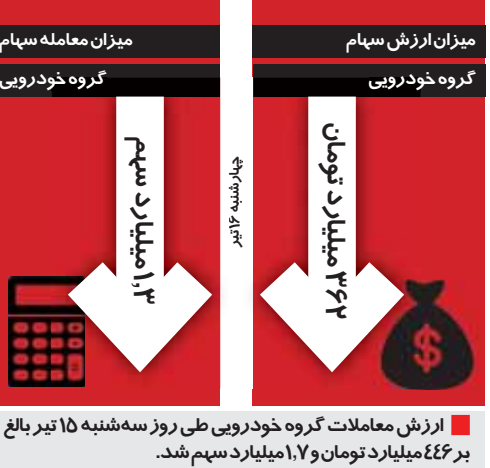 میزان ارزش سهام
گروه خودرویی
۳۶۲ میلیارد تومان
چهارشنبه ۱۶ تیر
میزان معامله سهام
گروه خودرویی
۱,۳ میلیارد سهم
$
ارزش معاملات گروه خودرویی طی روز سه‌شنبه ۱۵ تیر بالغ
بر ٤٤۶ میلیارد تومان و ۱,۷ میلیارد سهم شد.